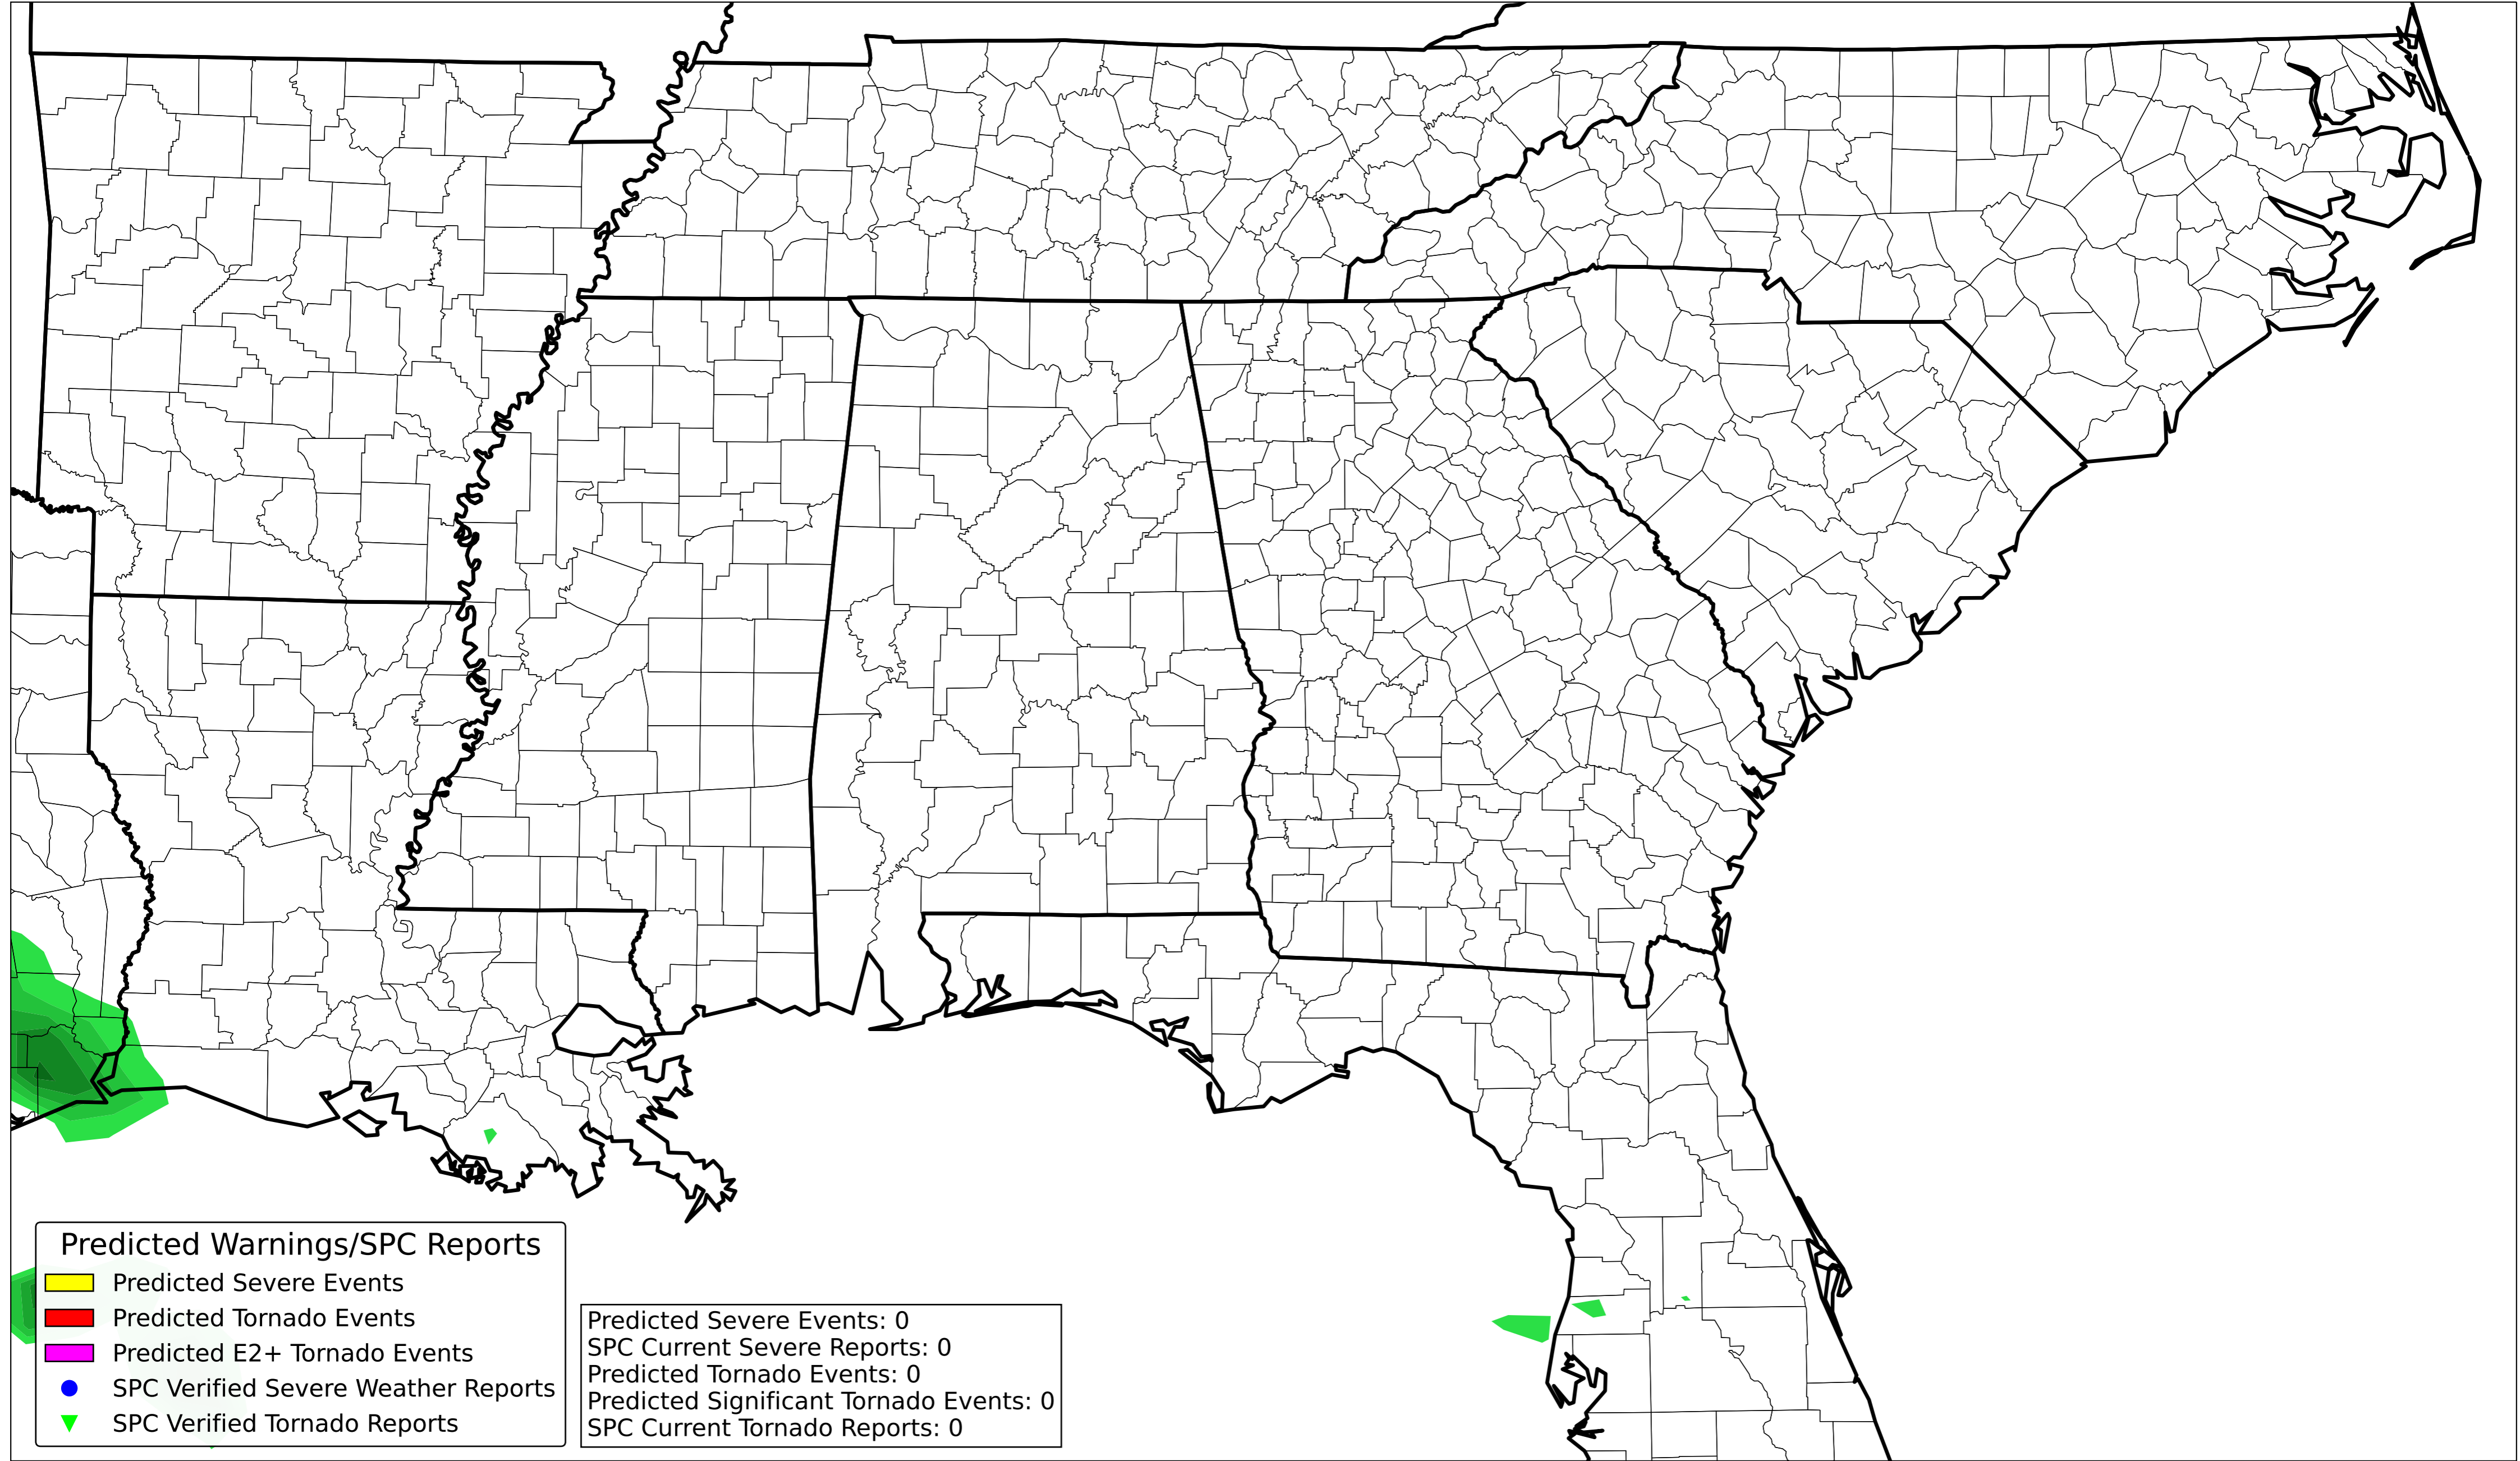 Predicted Warnings/SPC Reports
Predicted Severe Events
Predicted Tornado Events
Predicted E2+ Tornado Events
SPC Verified Severe Weather Reports
SPC Verified Tornado Reports
Predicted Severe Events: 0
SPC Current Severe Reports: 0
Predicted Tornado Events: 0
Predicted Significant Tornado Events: 0
SPC Current Tornado Reports: 0